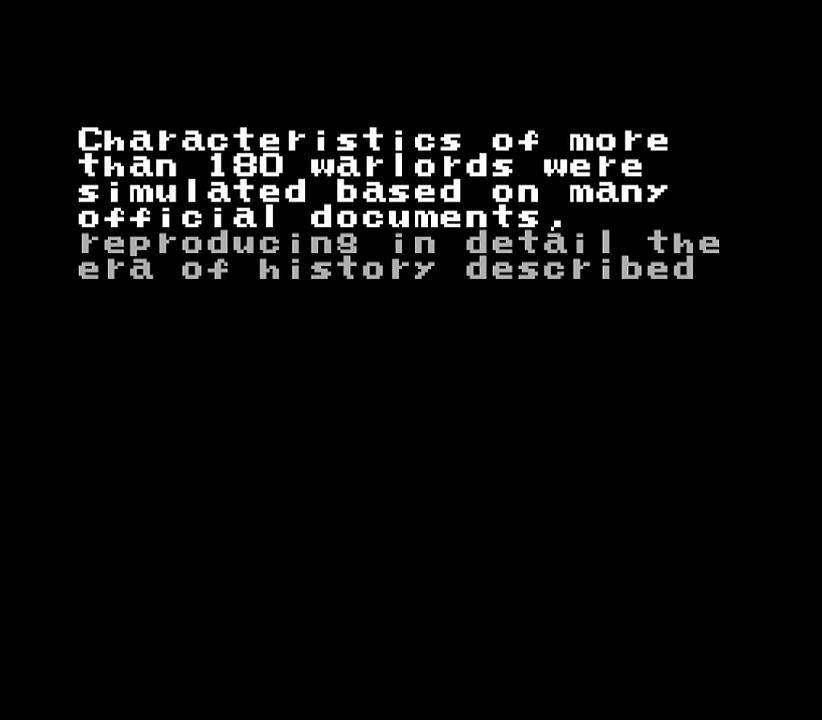 Characteristics of more
than 180 warlords were
simulated based on many
official documents,
reproducing in detail the
era of history described